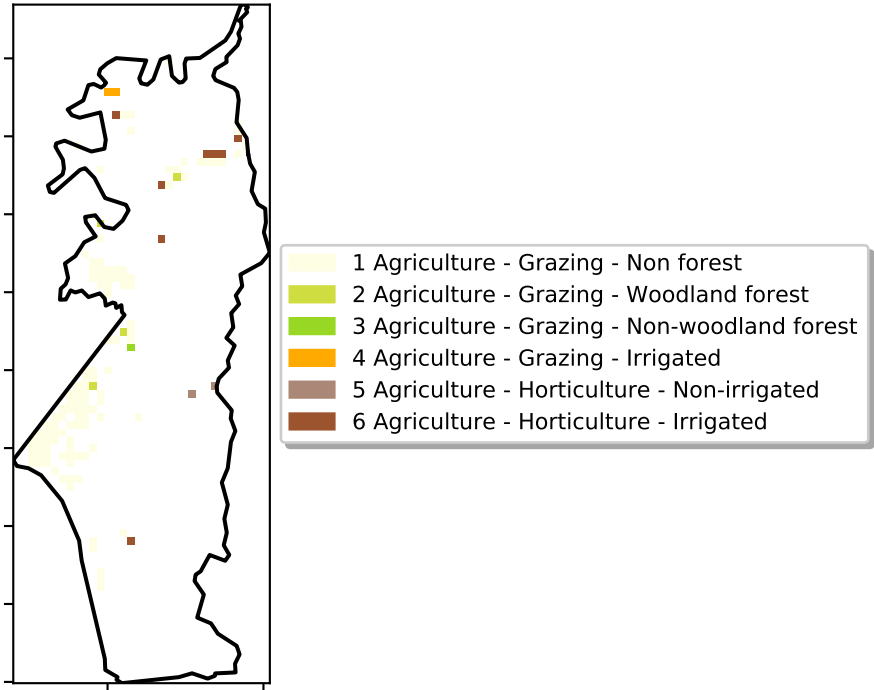 1 Agriculture - Grazing - Non forest
2 Agriculture - Grazing - Woodland forest
3 Agriculture - Grazing - Non-woodland forest
4 Agriculture - Grazing - Irrigated
5 Agriculture - Horticulture - Non-irrigated
6 Agriculture - Horticulture - Irrigated